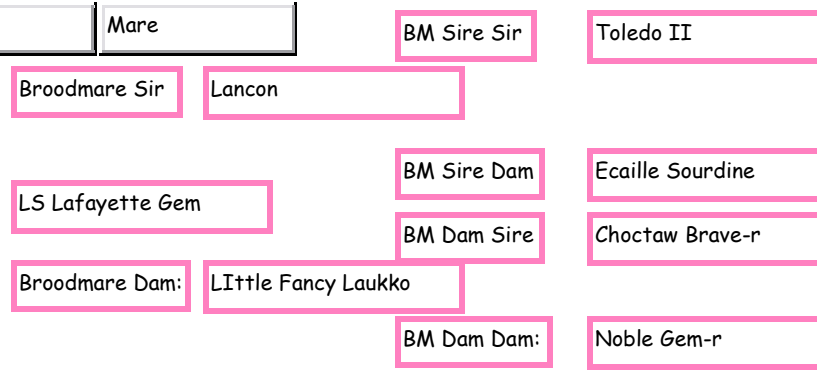 Mare
BM Sire Sir
Toledo II
Broodmare Sir
Lancon
BM Sire Dam
Ecaille Sourdine
LS Lafayette Gem
BM Dam Sire
Choctaw Brave-r
Broodmare Dam:
LIttle Fancy Laukko
BM Dam Dam:
Noble Gem-r